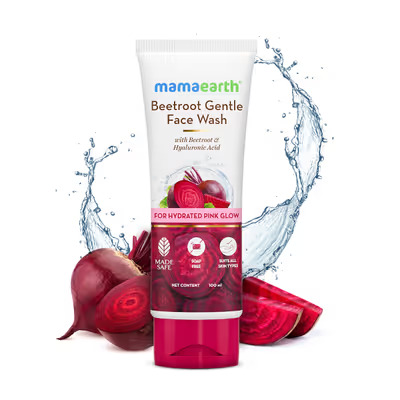 mamaearth®
Beetroot Gentle
Face Wash
with Beetroot &
Hyaluronic Acid
FOR HYDRATED PINK GLOW
MADE
SAFE
SOAP
FREE
SUITS ALL
SKIN TYPES
NET CONTENT 100 ml